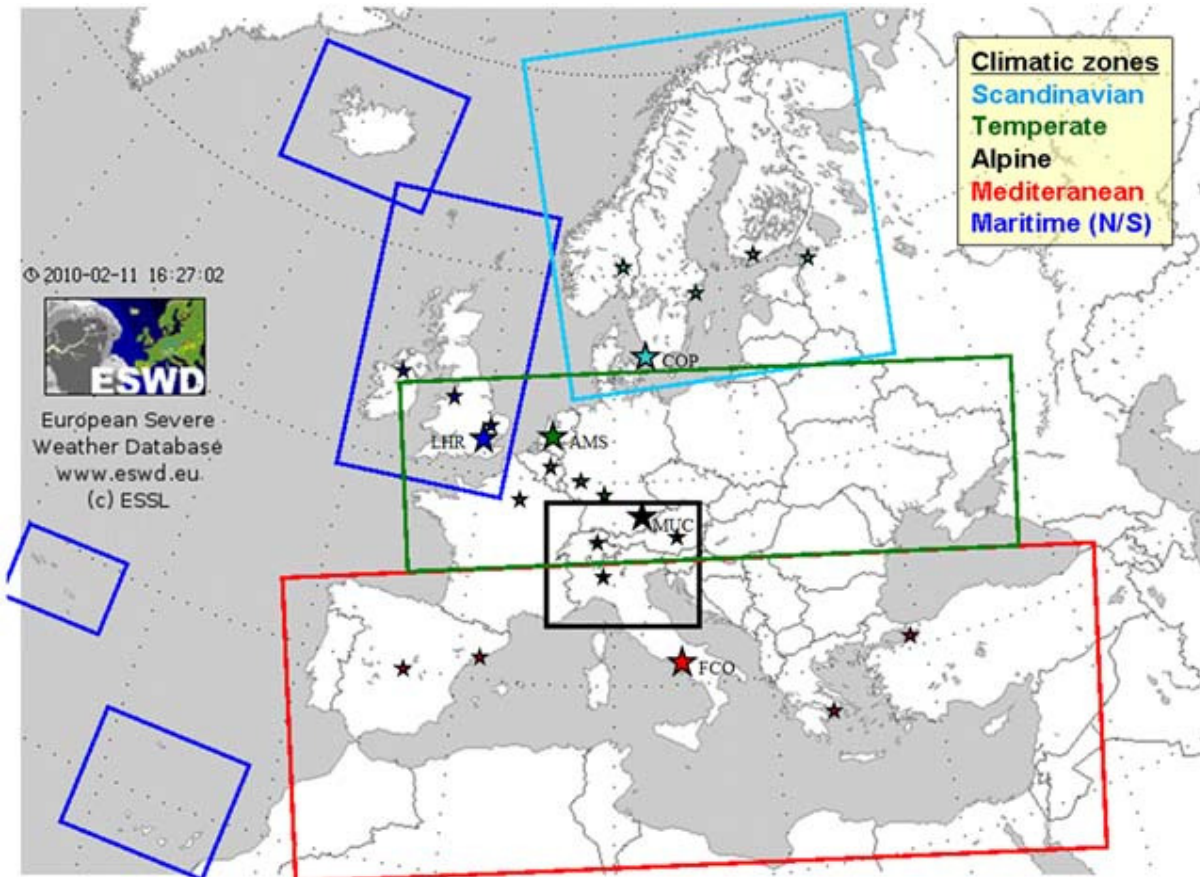 Climatic zones
Scandinavian
Temperate
Alpine
Mediteranean
Maritime (N/S)
2010-02-11 16:27:02
ESWD
European Severe
Weather Database
www.eswd.eu
(c) ESSL
COP
LHR
AMS
MUC
FCO